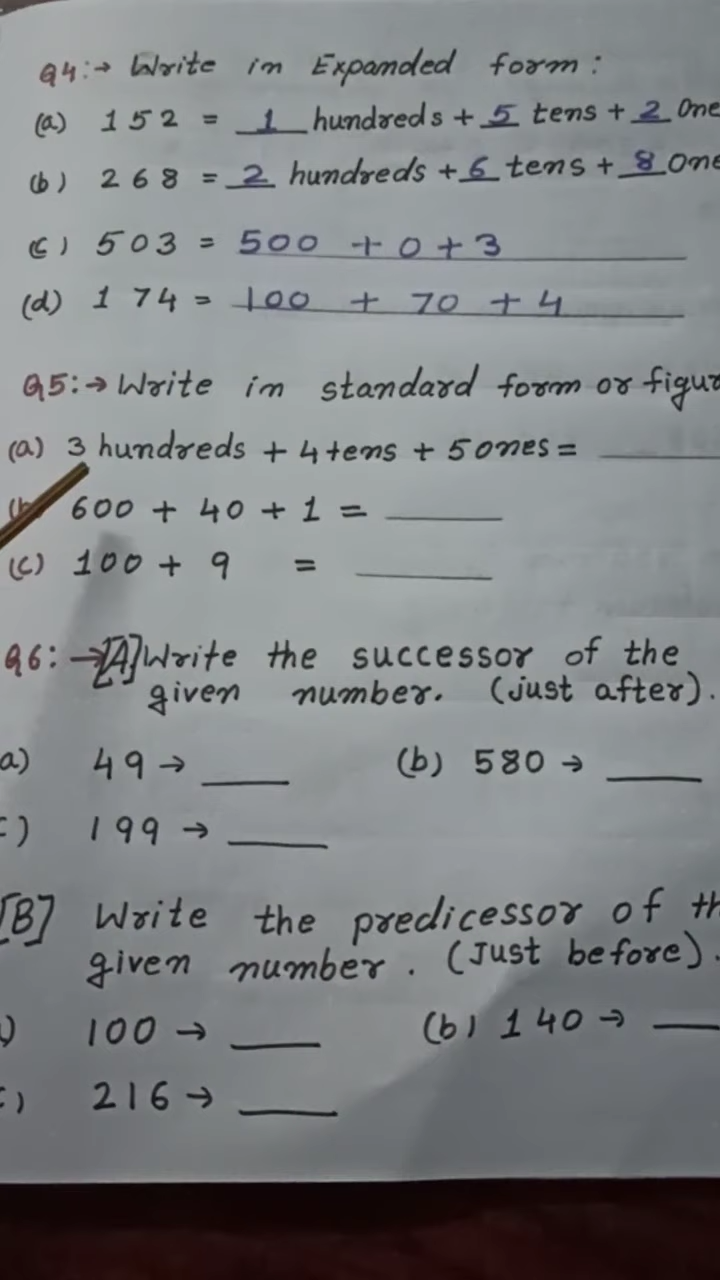 Q4:→ Write in Expanded form:
(a) 152 = 1 hundreds + 5 tens + 2 One
(b) 268 = 2 hundreds + 6 tens + 8 One
(c) 503 = 500 + 0 + 3
(d) 174 = 100 + 70 + 4
Q5:→ Write in standard form or figur
(a) 3 hundreds + 4 tens + 5 ones = ____
(b) 600 + 40 + 1 = ____
(c) 100 + 9 = ____
Q6:→ [A] Write the successor of the
given number. (just after).
a) 49 → ____ (b) 580 → ____
c) 199 → ____
[B] Write the predicessor of th
given number. (Just before).
) 100 → ____ (b) 140 → ____
c) 216 → ____